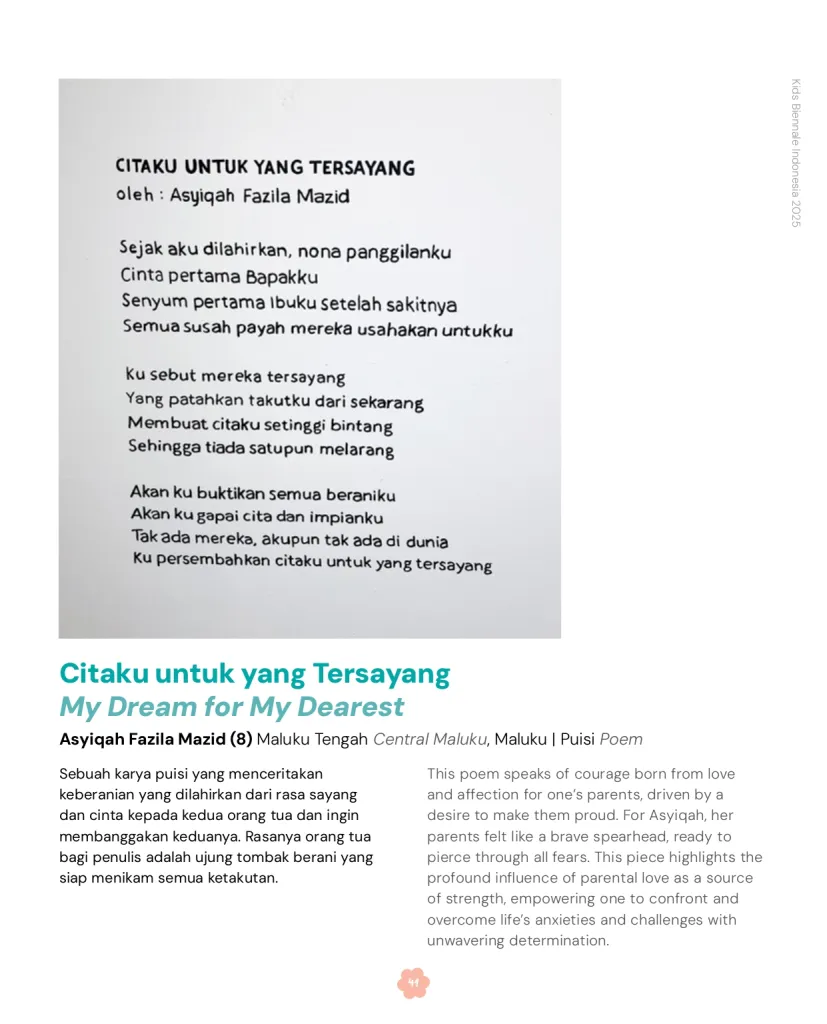 CITAKU UNTUK YANG TERSAYANG
oleh : Asyiqah Fazila Mazid
Sejak aku dilahirkan, nona panggilanku
Cinta pertama Bapakku
Senyum pertama Ibuku setelah sakitnya
Semua susah payah mereka usahakan untukku
Ku sebut mereka tersayang
Yang patahkan takutku dari sekarang
Membuat citaku setinggi bintang
Sehingga tiada satupun melarang
Akan ku buktikan semua beraniku
Akan ku gapai cita dan impianku
Tak ada mereka, akupun tak ada di dunia
Ku persembahkan citaku untuk yang tersayang
Kids Biennale Indonesia 2025
Citaku untuk yang Tersayang
My Dream for My Dearest
Asyiqah Fazila Mazid (8) Maluku Tengah Central Maluku, Maluku | Puisi Poem
Sebuah karya puisi yang menceritakan
keberanian yang dilahirkan dari rasa sayang
dan cinta kepada kedua orang tua dan ingin
membanggakan keduanya. Rasanya orang tua
bagi penulis adalah ujung tombak berani yang
siap menikam semua ketakutan.
This poem speaks of courage born from love
and affection for one's parents, driven by a
desire to make them proud. For Asyiqah, her
parents felt like a brave spearhead, ready to
pierce through all fears. This piece highlights the
profound influence of parental love as a source
of strength, empowering one to confront and
overcome life's anxieties and challenges with
unwavering determination.
41